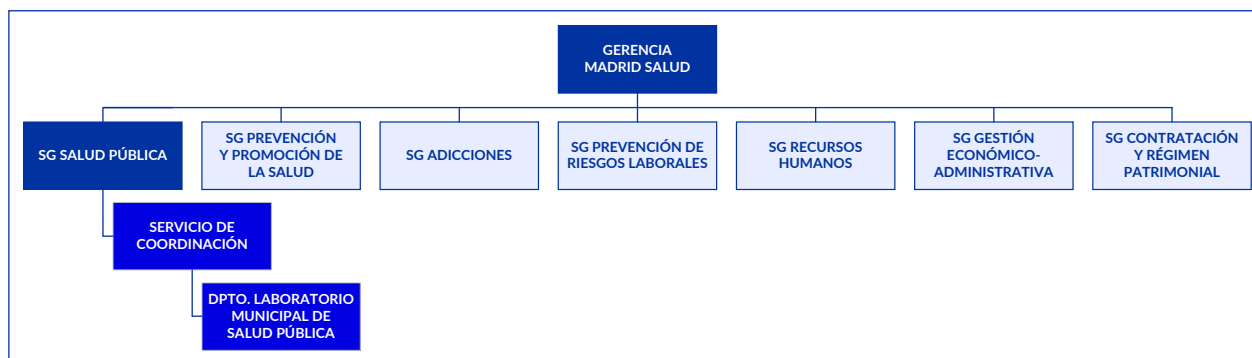 GERENCIA
MADRID SALUD
SG SALUD PÚBLICA
SG PREVENCIÓN
Y PROMOCIÓN DE
LA SALUD
SG ADICCIONES
SG PREVENCIÓN DE
RIESGOS LABORALES
SG RECURSOS
HUMANOS
SG GESTIÓN
ECONÓMICO-
ADMINISTRATIVA
SG CONTRATACIÓN
Y RÉGIMEN
PATRIMONIAL
SERVICIO DE
COORDINACIÓN
DPTO. LABORATORIO
MUNICIPAL DE
SALUD PÚBLICA